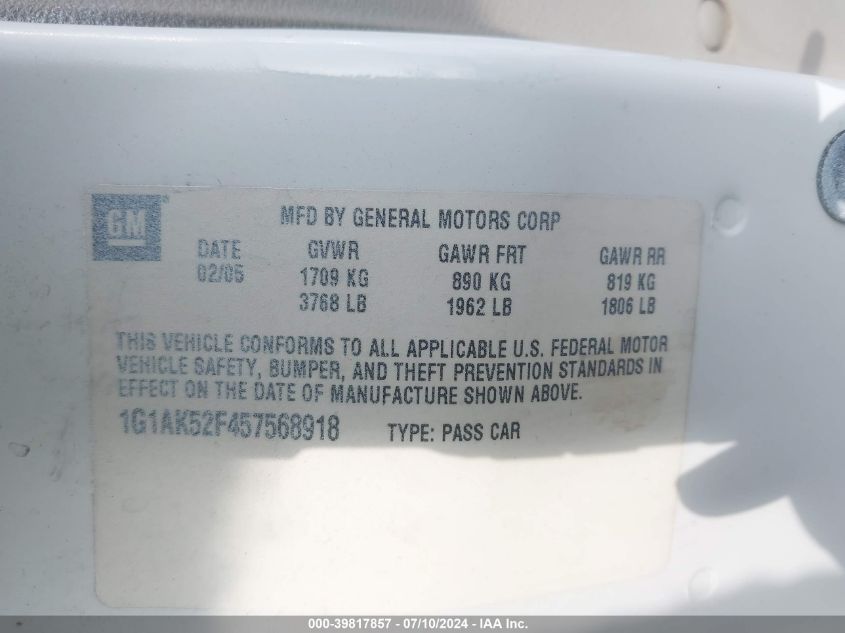 GM
MFD BY GENERAL MOTORS CORP
DATE GVWR GAWR FRT GAWR RR
02/05 1709 KG 890 KG 819 KG
3768 LB 1962 LB 1806 LB
THIS VEHICLE CONFORMS TO ALL APPLICABLE U.S. FEDERAL MOTOR
VEHICLE SAFETY, BUMPER, AND THEFT PREVENTION STANDARDS IN
EFFECT ON THE DATE OF MANUFACTURE SHOWN ABOVE.
1G1AK52F457568918 TYPE: PASS CAR
000-39817857 - 07/10/2024 - IAA Inc.